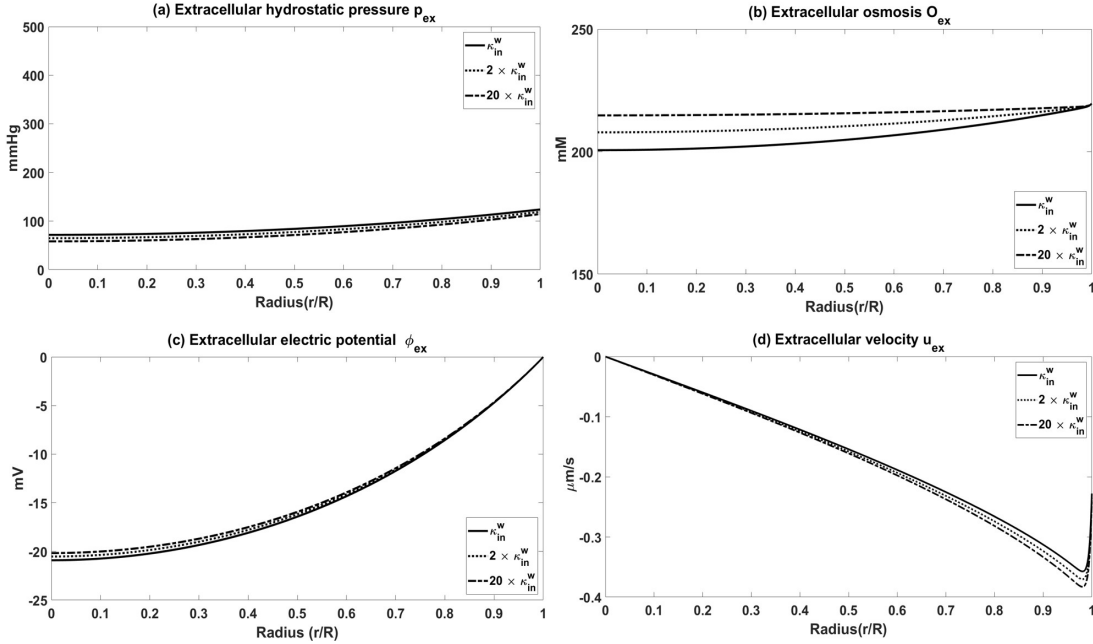 (a) Extracellular hydrostatic pressure p_ex
500
400
300
200
100
0
mmHg
κ_in^w
2 × κ_in^w
20 × κ_in^w
0 0.1 0.2 0.3 0.4 0.5 0.6 0.7 0.8 0.9 1
Radius(r/R)
(b) Extracellular osmosis O_ex
250
200
150
mM
κ_in^w
2 × κ_in^w
20 × κ_in^w
0 0.1 0.2 0.3 0.4 0.5 0.6 0.7 0.8 0.9 1
Radius(r/R)
(c) Extracellular electric potential ϕ_ex
0
-5
-10
-15
-20
-25
mV
κ_in^w
2 × κ_in^w
20 × κ_in^w
0 0.1 0.2 0.3 0.4 0.5 0.6 0.7 0.8 0.9 1
Radius (r/R)
(d) Extracellular velocity u_ex
0
-0.1
-0.2
-0.3
-0.4
μm/s
κ_in^w
2 × κ_in^w
20 × κ_in^w
0 0.1 0.2 0.3 0.4 0.5 0.6 0.7 0.8 0.9 1
Radius(r/R)